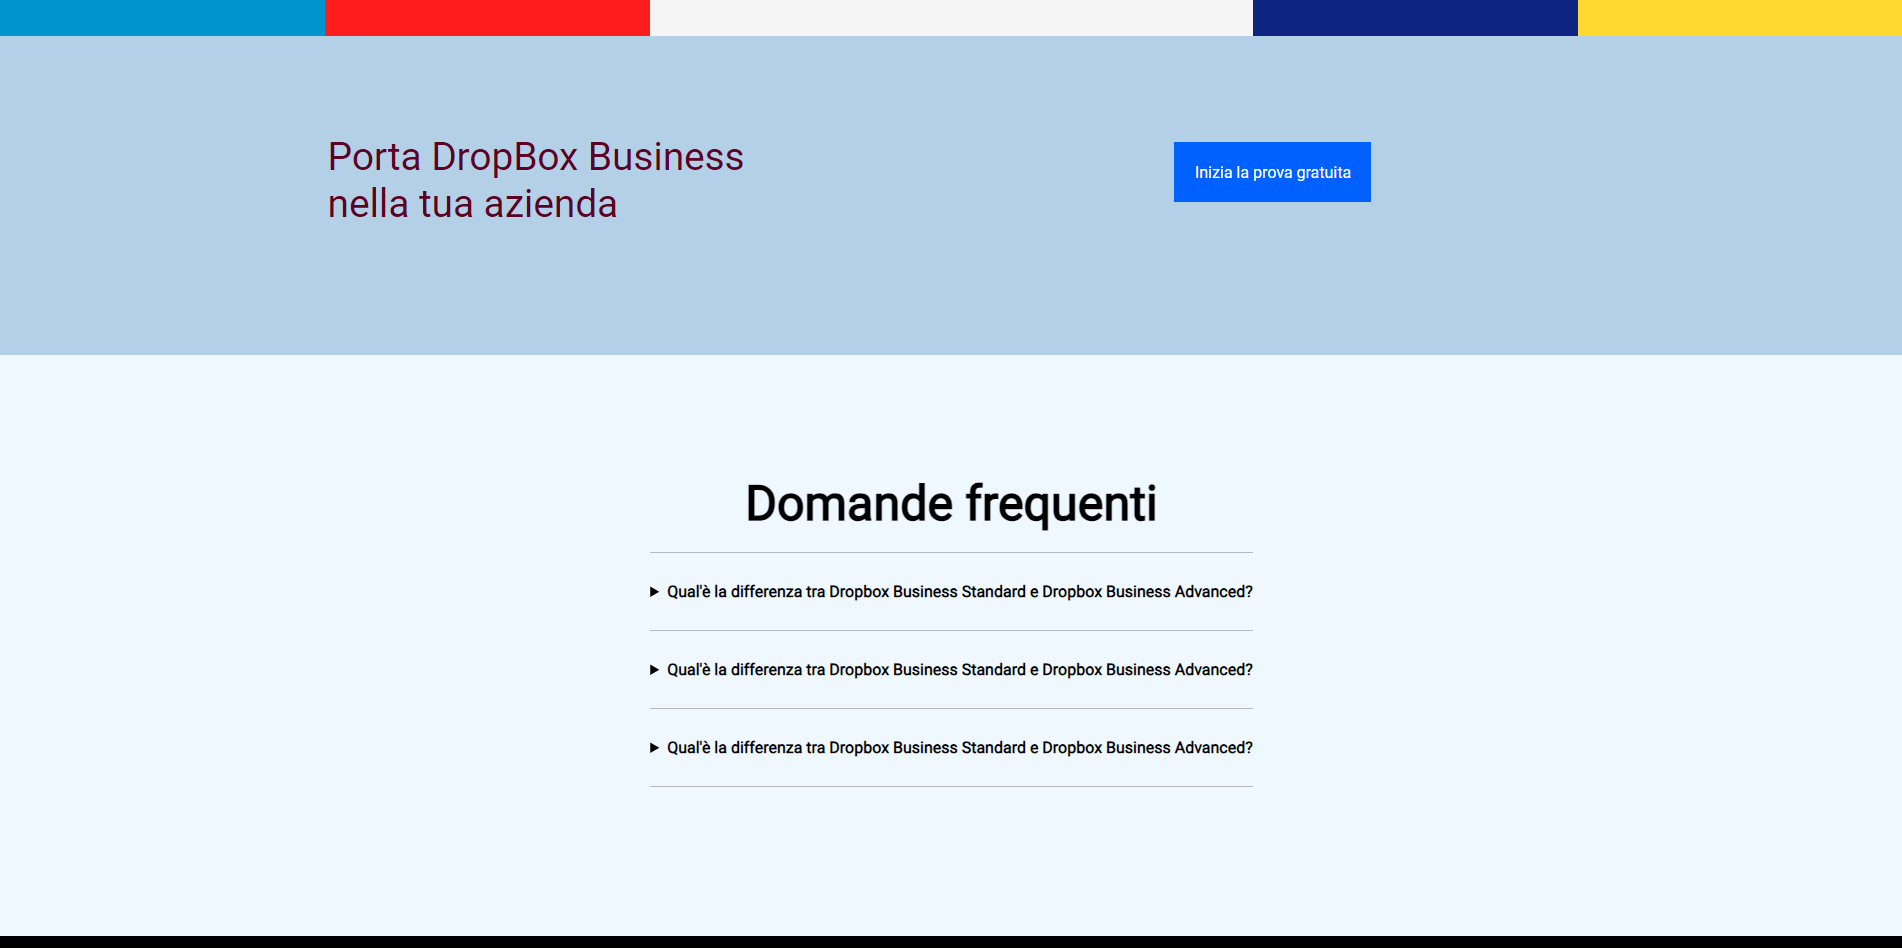 Porta DropBox Business
nella tua azienda
Inizia la prova gratuita
Domande frequenti
Qual'è la differenza tra Dropbox Business Standard e Dropbox Business Advanced?
Qual'è la differenza tra Dropbox Business Standard e Dropbox Business Advanced?
Qual'è la differenza tra Dropbox Business Standard e Dropbox Business Advanced?